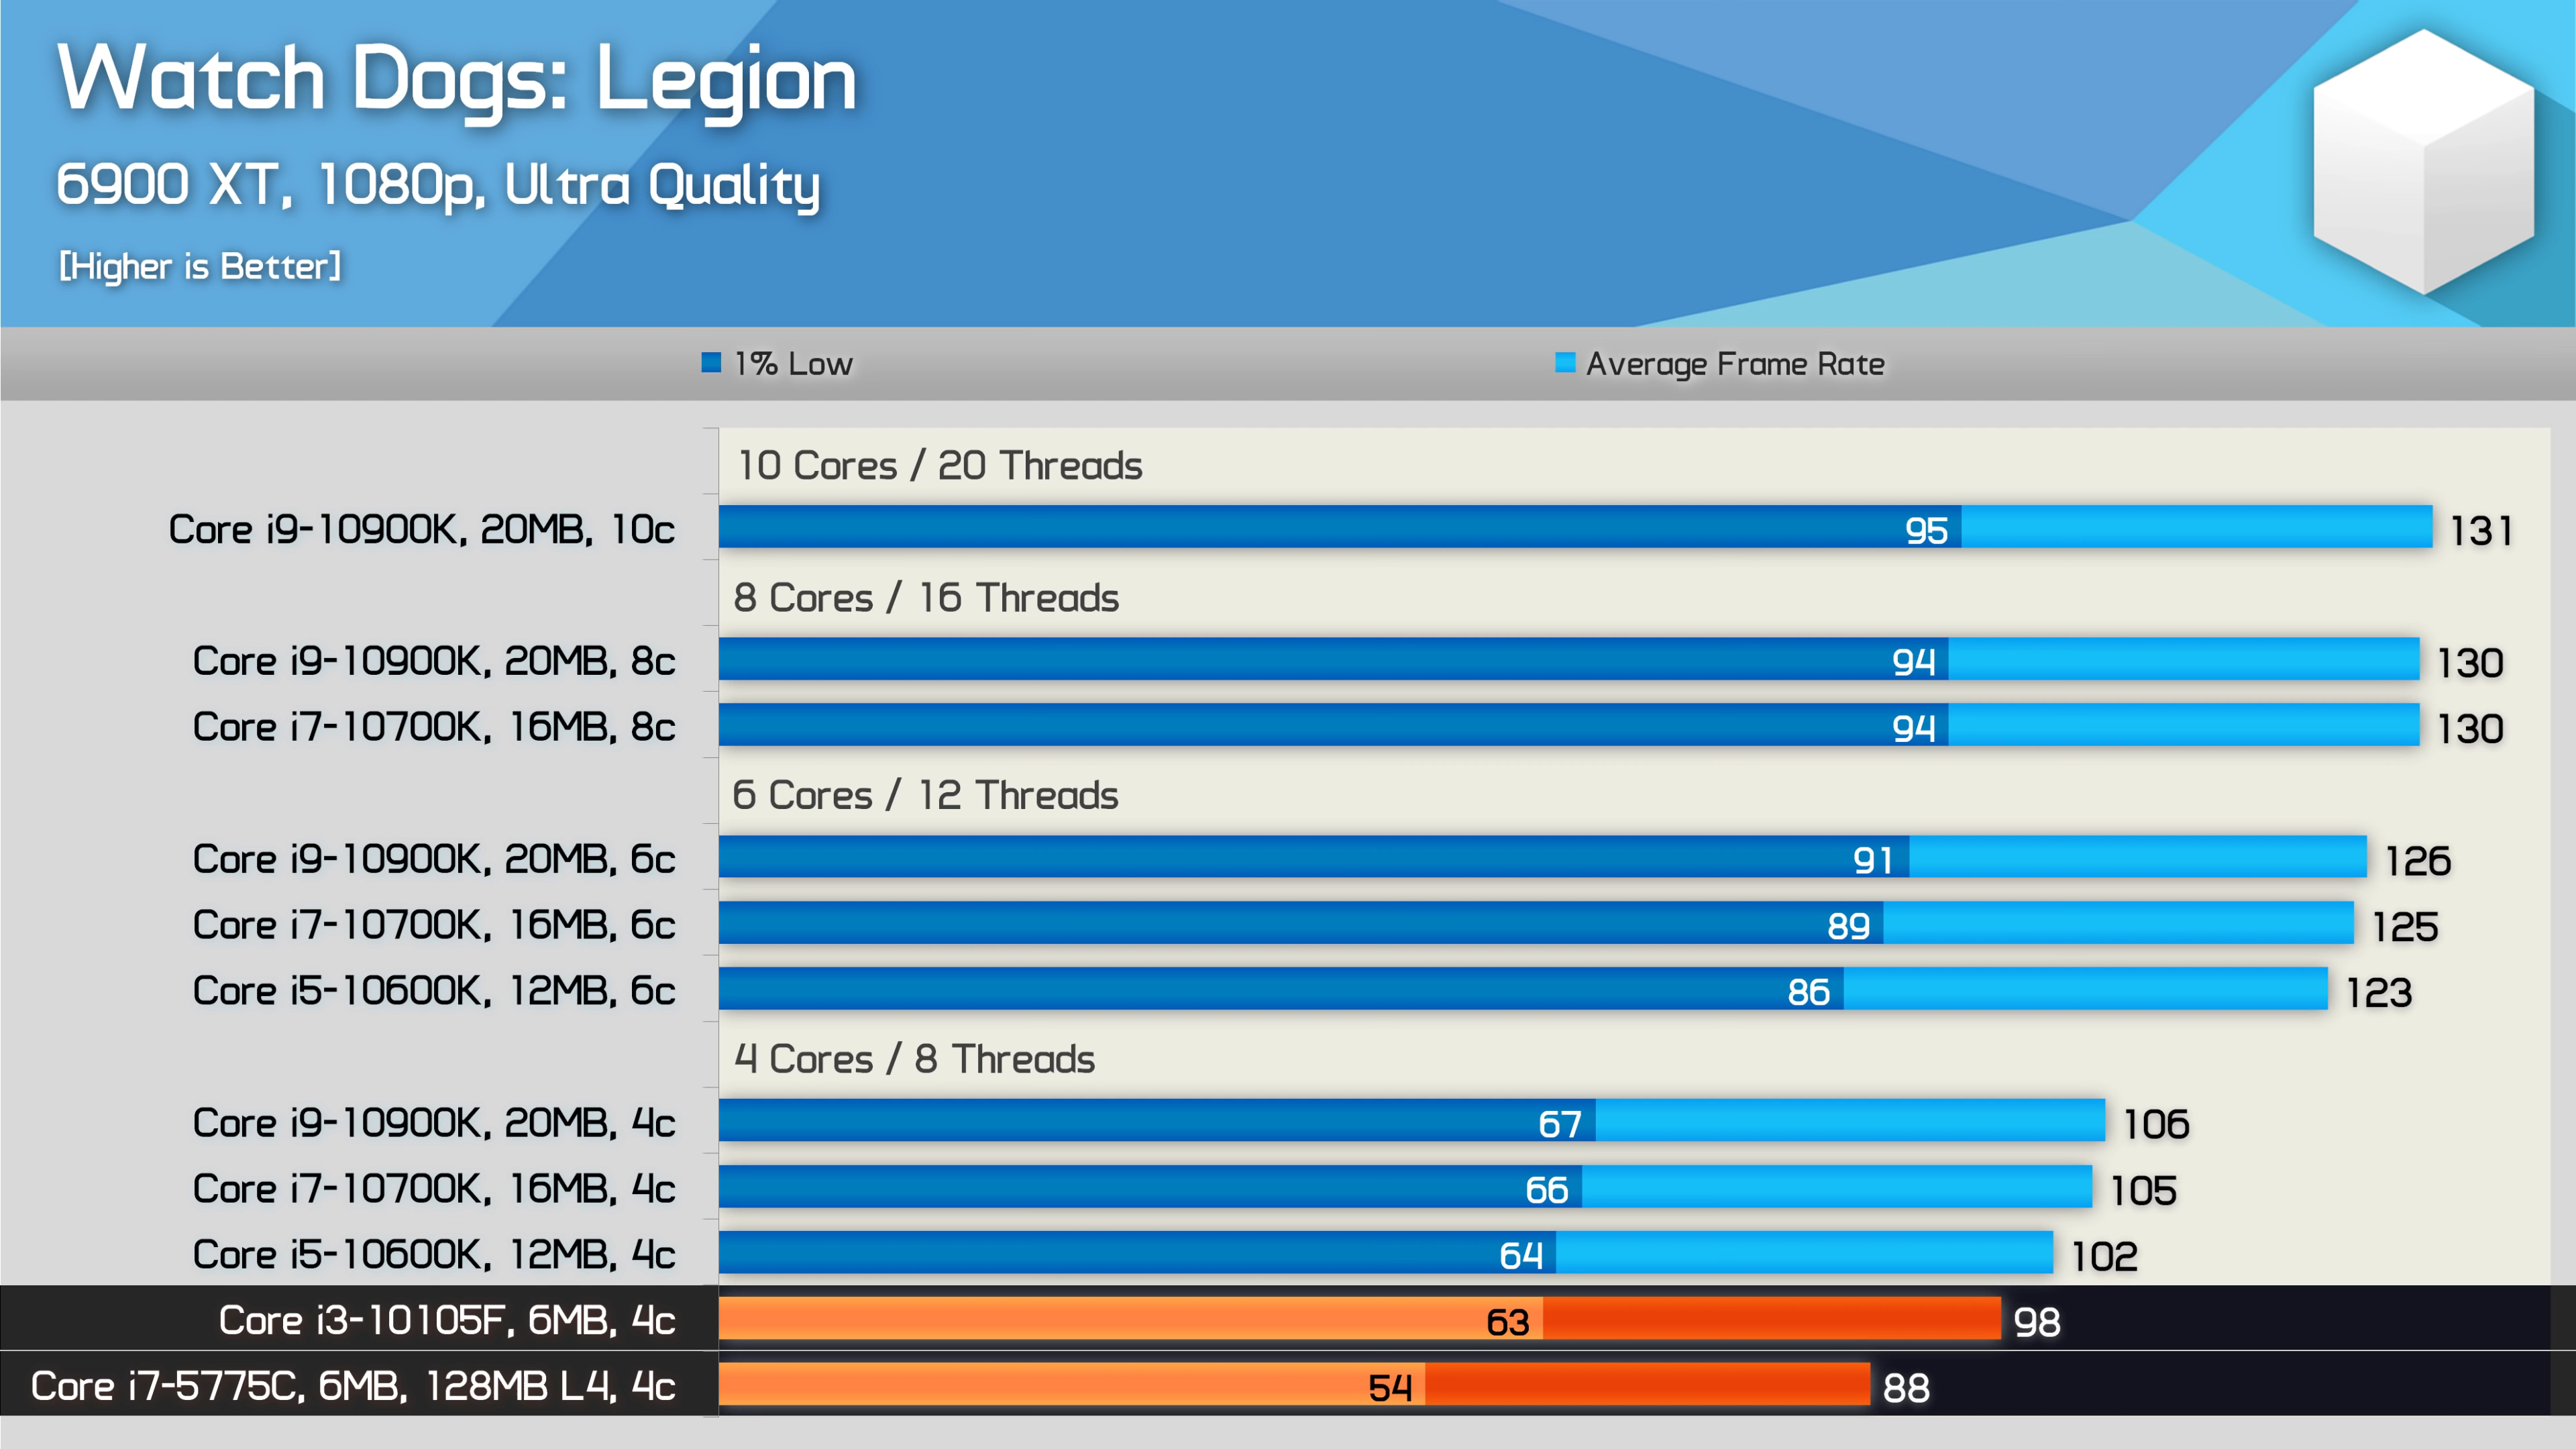 Watch Dogs: Legion
6900 XT, 1080p, Ultra Quality
[Higher is Better]
1% Low Average Frame Rate
10 Cores / 20 Threads
Core i9-10900K, 20MB, 10c 95 131
8 Cores / 16 Threads
Core i9-10900K, 20MB, 8c 94 130
Core i7-10700K, 16MB, 8c 94 130
6 Cores / 12 Threads
Core i9-10900K, 20MB, 6c 91 126
Core i7-10700K, 16MB, 6c 89 125
Core i5-10600K, 12MB, 6c 86 123
4 Cores / 8 Threads
Core i9-10900K, 20MB, 4c 67 106
Core i7-10700K, 16MB, 4c 66 105
Core i5-10600K, 12MB, 4c 64 102
Core i3-10105F, 6MB, 4c 63 98
Core i7-5775C, 6MB, 128MB L4, 4c 54 88